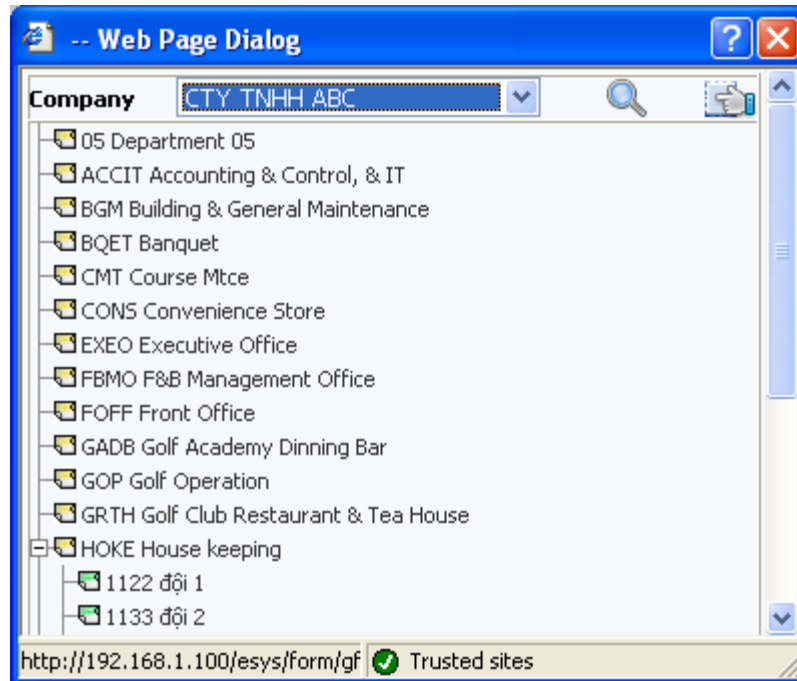 -- Web Page Dialog
Company CTY TNHH ABC
05 Department 05
ACCIT Accounting & Control, & IT
BGM Building & General Maintenance
BQET Banquet
CMT Course Mtce
CONS Convenience Store
EXEO Executive Office
FBMO F&B Management Office
FOFF Front Office
GADB Golf Academy Dinning Bar
GOP Golf Operation
GRTH Golf Club Restaurant & Tea House
HOKE House keeping
1122 đội 1
1133 đội 2
http://192.168.1.100/esys/form/gf Trusted sites